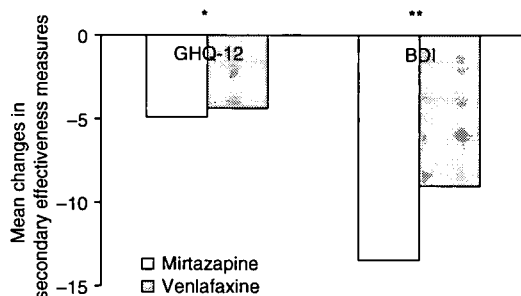 * **
0
GHQ-12 BDI
−5
−10
−15
Mean changes in
secondary effectiveness measures
Mirtazapine
Venlafaxine